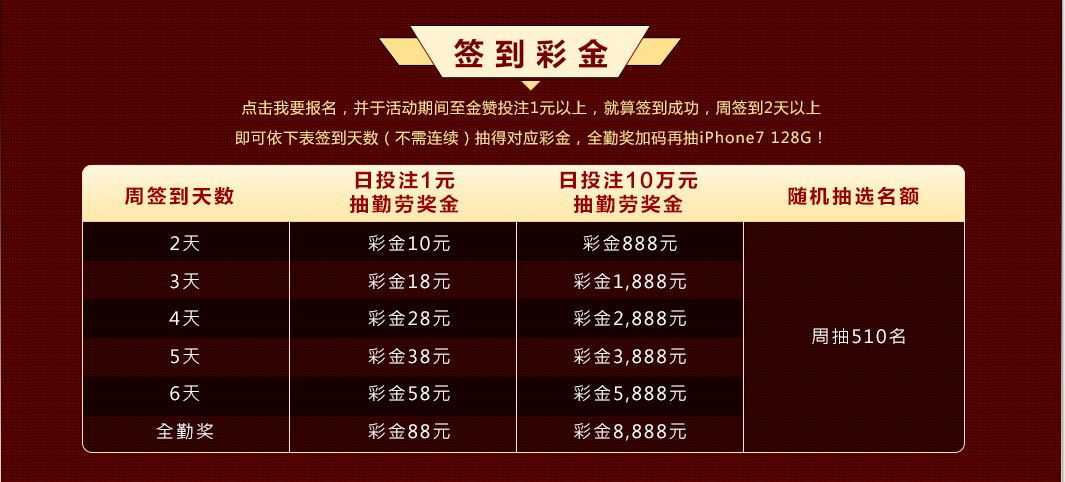 签到彩金
点击我要报名，并于活动期间至金赞投注1元以上，就算签到成功，周签到2天以上
即可依下表签到天数（不需连续）抽得对应彩金，全勤奖加码再抽iPhone7 128G！
周签到天数 日投注1元 抽勤劳奖金 日投注10万元 抽勤劳奖金 随机抽选名额
2天 彩金10元 彩金888元
3天 彩金18元 彩金1,888元
4天 彩金28元 彩金2,888元
周抽510名
5天 彩金38元 彩金3,888元
6天 彩金58元 彩金5,888元
全勤奖 彩金88元 彩金8,888元